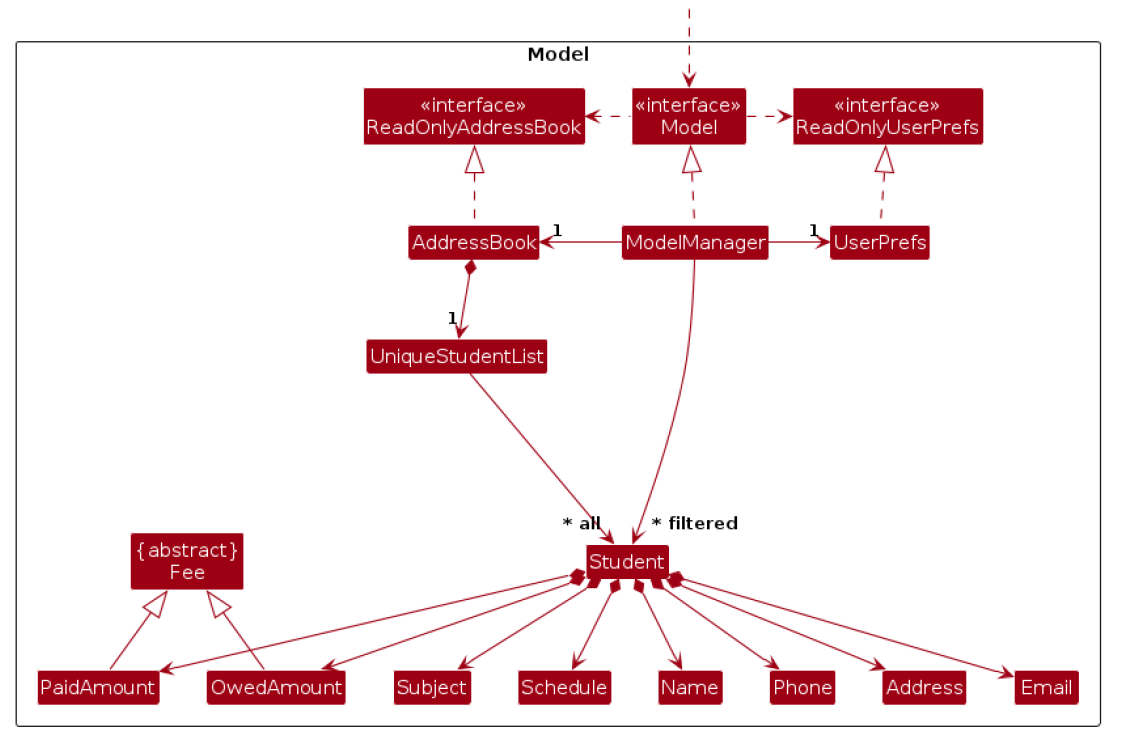 Model
«interface»
ReadOnlyAddressBook
«interface»
Model
«interface»
ReadOnlyUserPrefs
AddressBook
1
ModelManager
1
UserPrefs
1
UniqueStudentList
* all
* filtered
{abstract}
Fee
Student
PaidAmount
OwedAmount
Subject
Schedule
Name
Phone
Address
Email